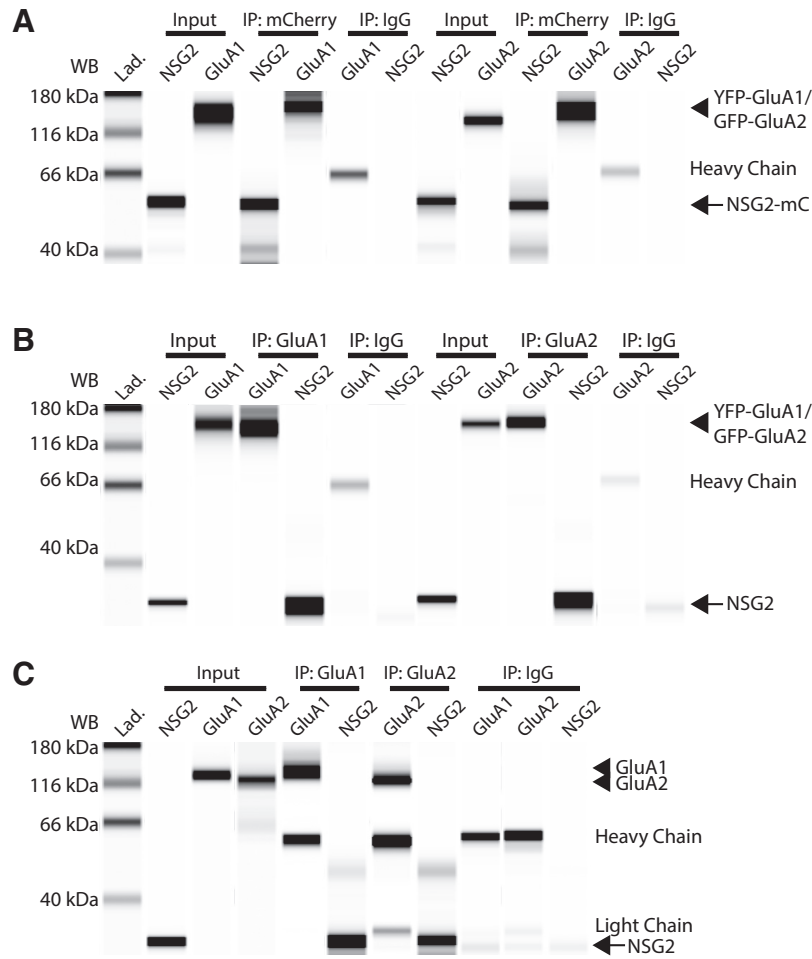 A
Input IP: mCherry IP: IgG Input IP: mCherry IP: IgG
WB Lad. NSG2 GluA1 NSG2 GluA1 GluA1 NSG2 NSG2 GluA2 NSG2 GluA2 GluA2 NSG2
180 kDa
116 kDa
66 kDa
40 kDa
YFP-GluA1/
GFP-GluA2
Heavy Chain
NSG2-mC
B
Input IP: GluA1 IP: IgG Input IP: GluA2 IP: IgG
WB Lad. NSG2 GluA1 GluA1 NSG2 GluA1 NSG2 NSG2 GluA2 GluA2 NSG2 GluA2 NSG2
180 kDa
116 kDa
66 kDa
40 kDa
YFP-GluA1/
GFP-GluA2
Heavy Chain
NSG2
C
Input IP: GluA1 IP: GluA2 IP: IgG
WB Lad. NSG2 GluA1 GluA2 GluA1 NSG2 GluA2 NSG2 GluA1 GluA2 NSG2
180 kDa
116 kDa
66 kDa
40 kDa
GluA1
GluA2
Heavy Chain
Light Chain
NSG2